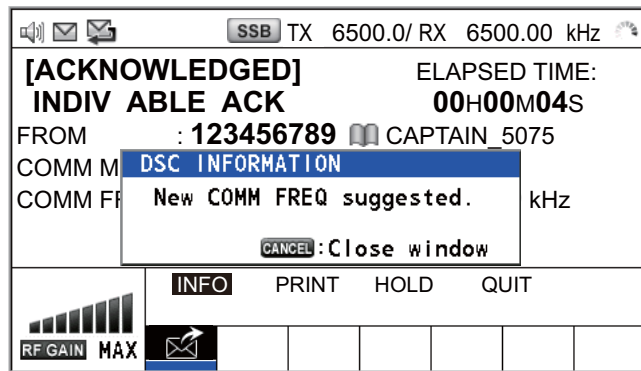 SSB TX 6500.0/ RX 6500.00 kHz
[ACKNOWLEDGED] ELAPSED TIME:
INDIV ABLE ACK 00H00M04S
FROM : 123456789 CAPTAIN_5075
COMM M
DSC INFORMATION
COMM FR kHz
New COMM FREQ suggested.
CANCEL:Close window
INFO PRINT HOLD QUIT
RF GAIN MAX